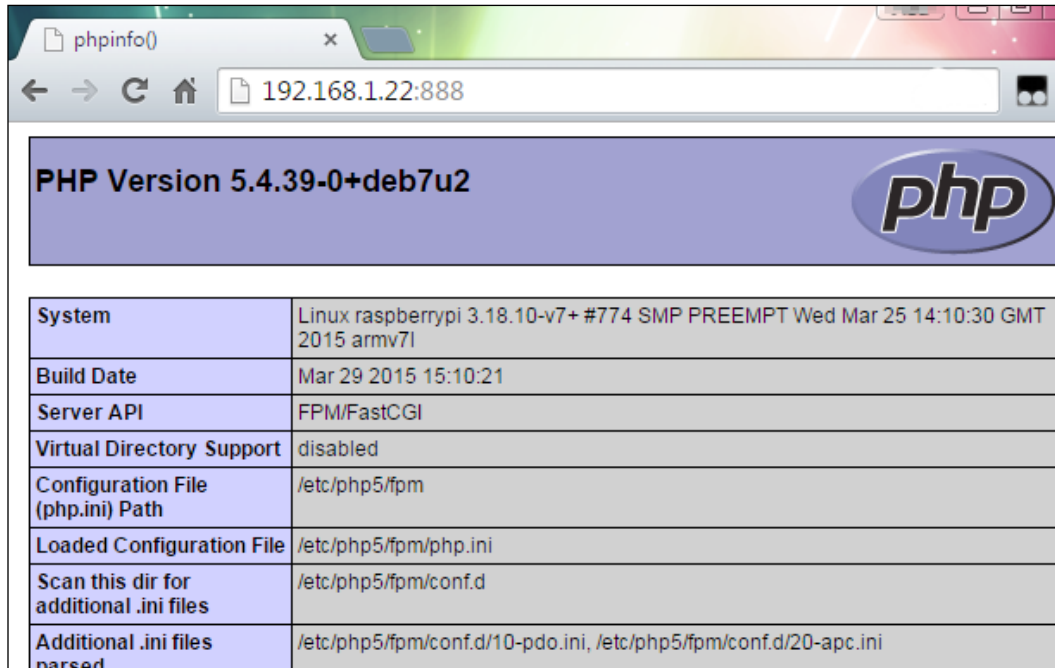 phpinfo()
192.168.1.22:888
PHP Version 5.4.39-0+deb7u2
php
System
Linux raspberrypi 3.18.10-v7+ #774 SMP PREEMPT Wed Mar 25 14:10:30 GMT
2015 armv7l
Build Date
Mar 29 2015 15:10:21
Server API
FPM/FastCGI
Virtual Directory Support
disabled
Configuration File
(php.ini) Path
/etc/php5/fpm
Loaded Configuration File
/etc/php5/fpm/php.ini
Scan this dir for
additional .ini files
/etc/php5/fpm/conf.d
Additional .ini files
parsed
/etc/php5/fpm/conf.d/10-pdo.ini, /etc/php5/fpm/conf.d/20-apc.ini